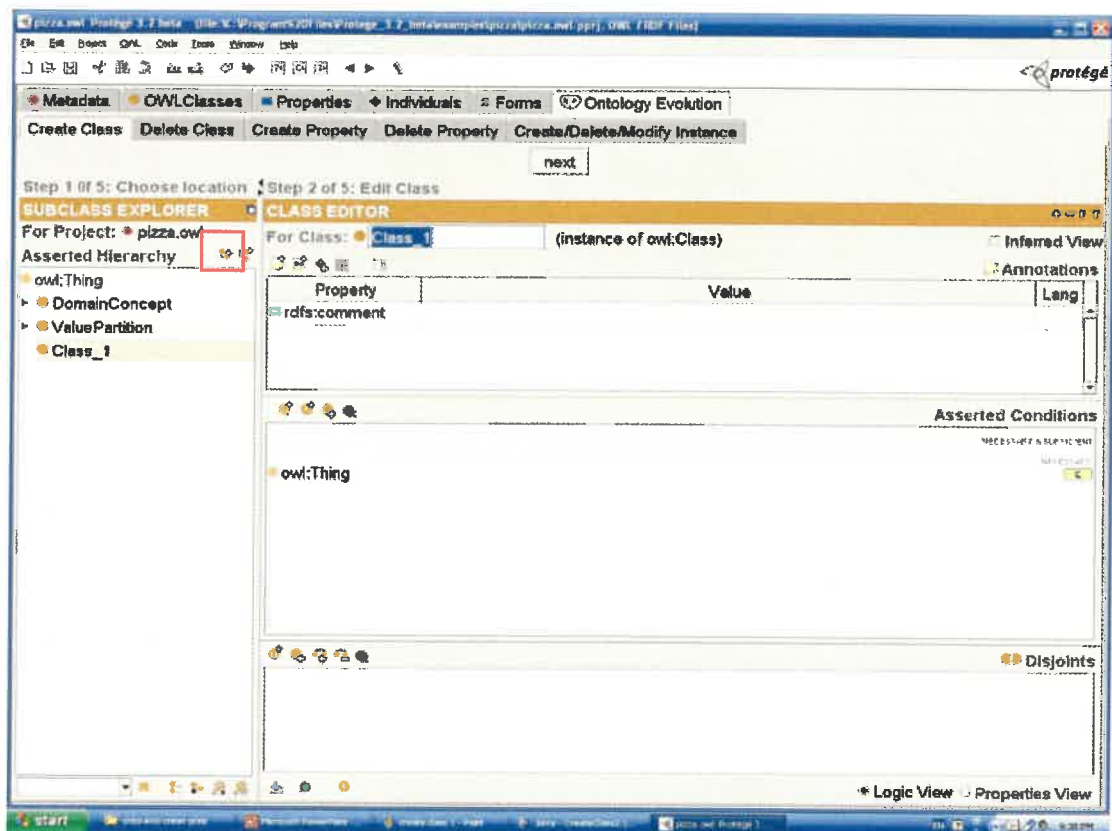 pizza.owl Protégé 3.2 beta
File Edit Project OWL Code Tools Window Help
protégé
Metadata OWLClasses Properties Individuals Forms Ontology Evolution
Create Class Delete Class Create Property Delete Property Create/Delete/Modify Instance
next
Step 1 0f 5: Choose location Step 2 of 5: Edit Class
SUBCLASS EXPLORER CLASS EDITOR
For Project: pizza.owl For Class: Class_1 (instance of owl:Class) Inferred View
Asserted Hierarchy Annotations
owl:Thing Property Value Lang
DomainConcept rdfs:comment
ValuePartition
Class_1
Asserted Conditions
NECESSARY & SUFFICIENT
NECESSARY
owl:Thing
Disjoints
Logic View Properties View
start